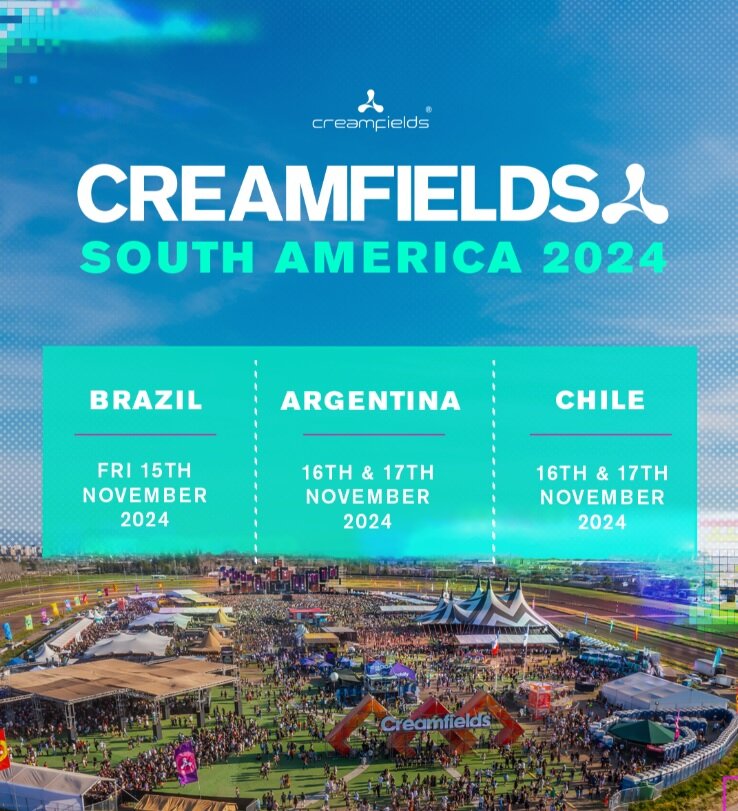 creamfields®
CREAMFIELDS
SOUTH AMERICA 2024
BRAZIL
FRI 15TH
NOVEMBER
2024
ARGENTINA
16TH & 17TH
NOVEMBER
2024
CHILE
16TH & 17TH
NOVEMBER
2024
Creamfields